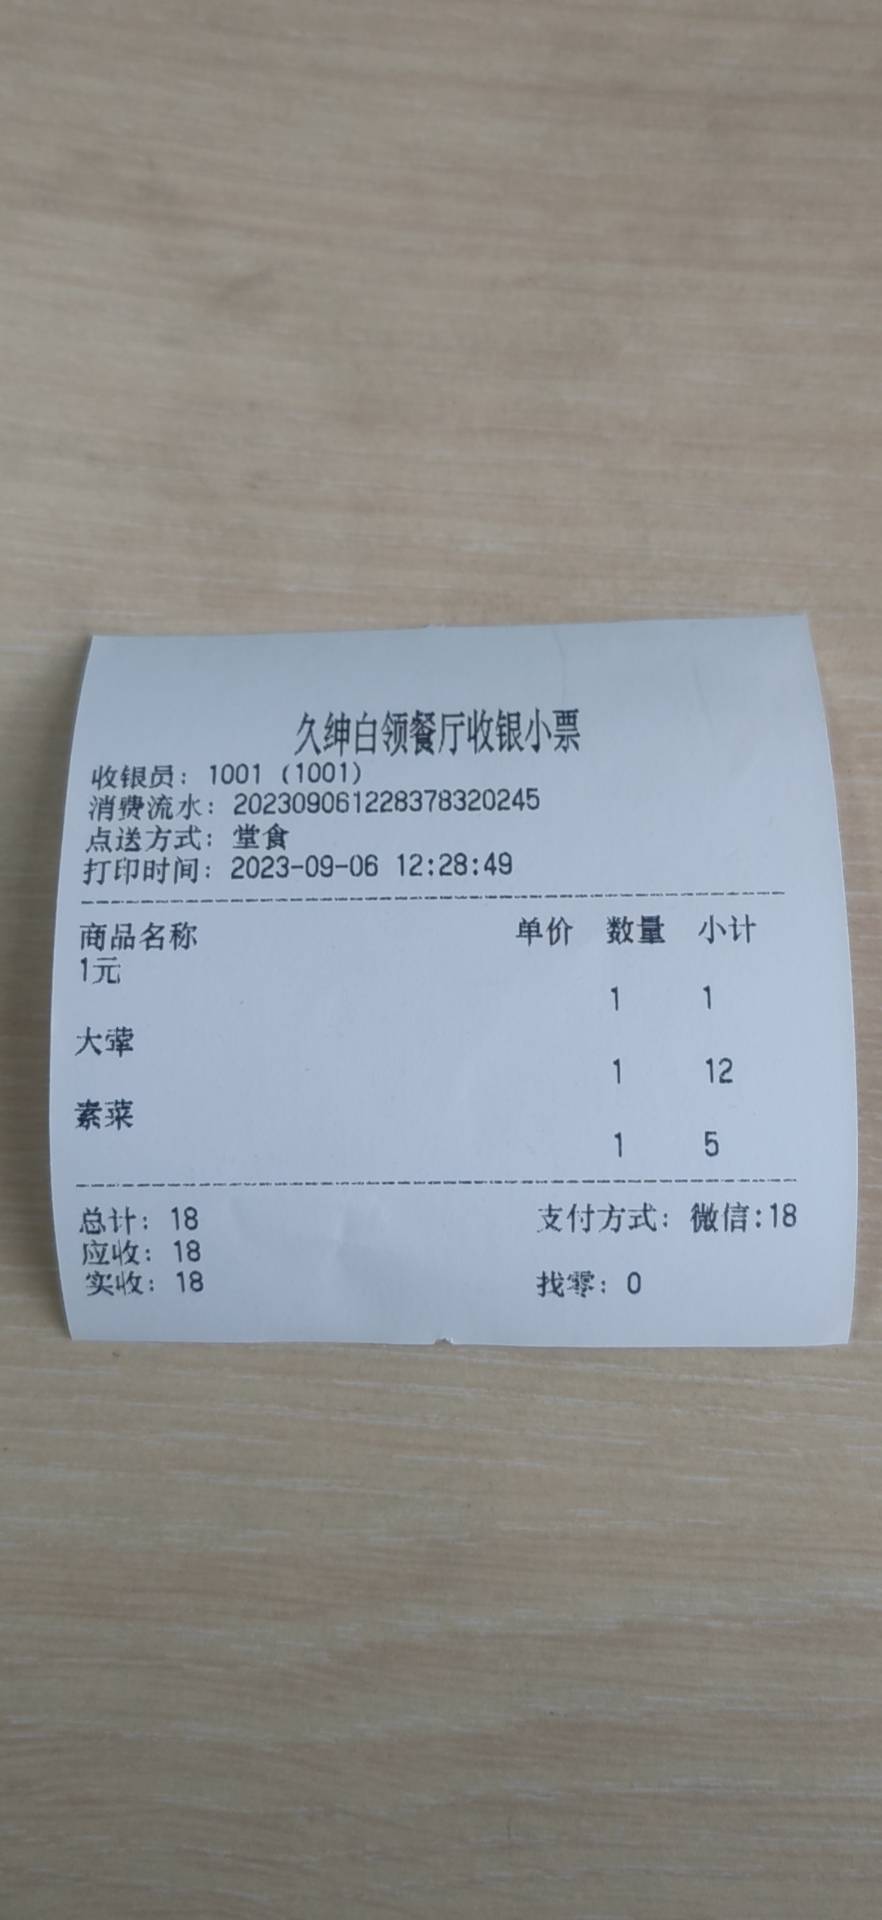 久绅白领餐厅收银小票
收银员：1001（1001）
消费流水：202309061228378320245
点送方式：堂食
打印时间：2023-09-06 12:28:49
商品名称 单价 数量 小计
1元
1 1
大荤
1 12
素菜
1 5
总计：18 支付方式：微信:18
应收：18
实收：18 找零：0